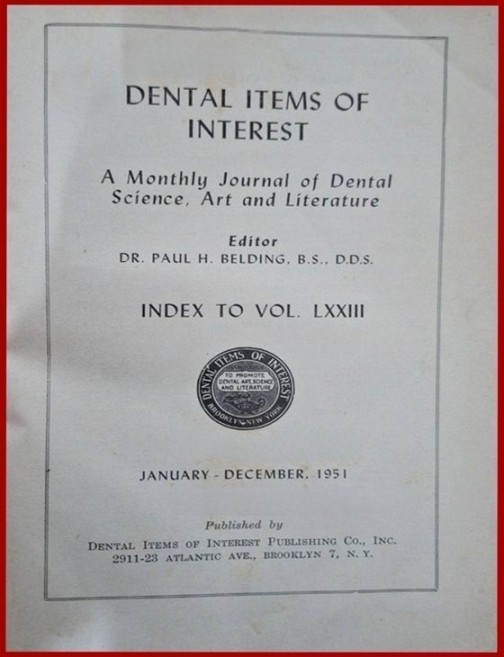 DENTAL ITEMS OF
INTEREST
A Monthly Journal of Dental
Science, Art and Literature
Editor
DR. PAUL H. BELDING, B.S., D.D.S.
INDEX TO VOL. LXXIII
DENTAL ITEMS OF INTEREST
TO PROMOTE
DENTAL ART, SCIENCE
AND LITERATURE
BROOKLYN · NEW YORK
JANUARY - DECEMBER, 1951
Published by
DENTAL ITEMS OF INTEREST PUBLISHING CO., INC.
2911-23 ATLANTIC AVE., BROOKLYN 7, N. Y.